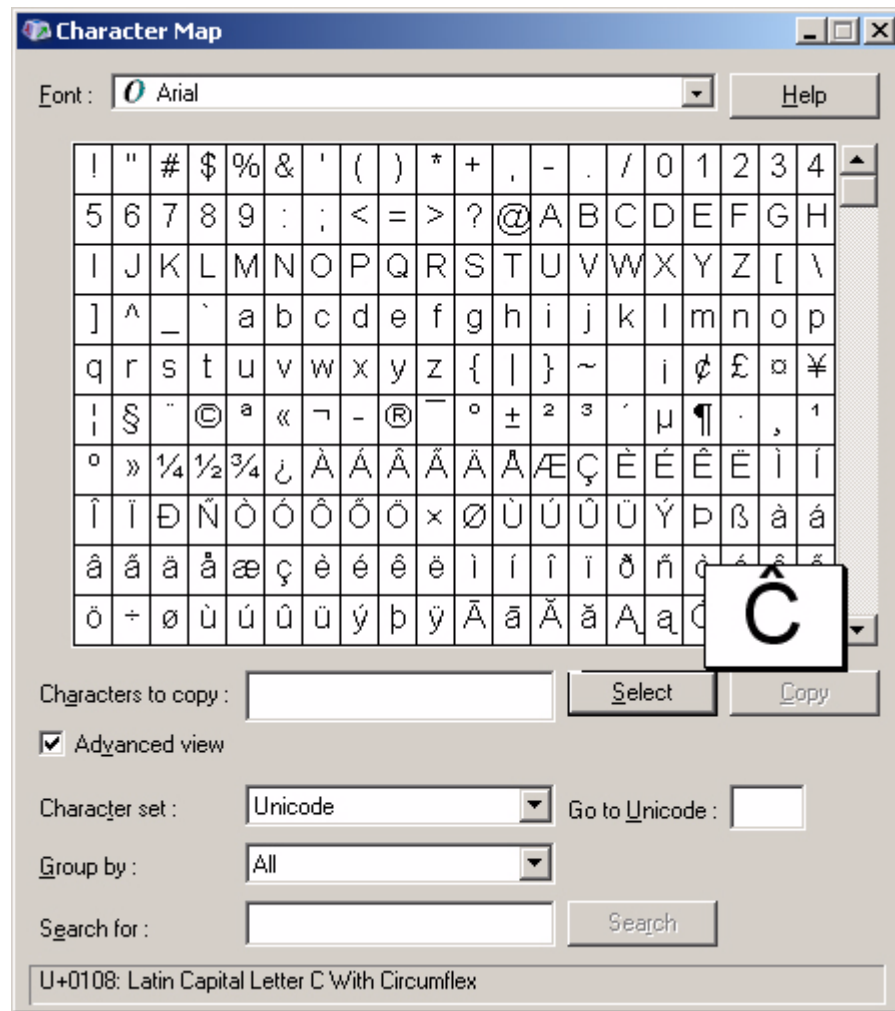 Character Map
Font : O Arial Help
! " # $ % & ' ( ) * + , - . / 0 1 2 3 4
5 6 7 8 9 : ; < = > ? @ A B C D E F G H
I J K L M N O P Q R S T U V W X Y Z [ \
] ^ _ ` a b c d e f g h i j k l m n o p
q r s t u v w x y z { | } ~ ¡ ¢ £ ¤ ¥
¦ § ¨ © ª « ¬ - ® ¯ ° ± ² ³ ´ µ ¶ · ¸ ¹
º » ¼ ½ ¾ ¿ À Á Â Ã Ä Å Æ Ç È É Ê Ë Ì Í
Î Ï Ð Ñ Ò Ó Ô Õ Ö × Ø Ù Ú Û Ü Ý Þ ß à á
â ã ä å æ ç è é ê ë ì í î ï ð ñ ò ó ô õ
ö ÷ ø ù ú û ü ý þ ÿ Ā ā Ă ă Ą ą Ĉ
Characters to copy : Select Copy
Advanced view
Character set : Unicode Go to Unicode :
Group by : All
Search for : Search
U+0108: Latin Capital Letter C With Circumflex